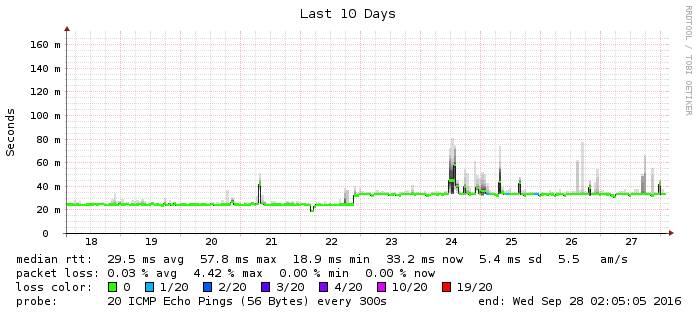 Last 10 Days
RRDTOOL / TOBI OETIKER
Seconds
160 m
140 m
120 m
100 m
80 m
60 m
40 m
20 m
0
18 19 20 21 22 23 24 25 26 27
median rtt: 29.5 ms avg 57.8 ms max 18.9 ms min 33.2 ms now 5.4 ms sd 5.5 am/s
packet loss: 0.03 % avg 4.42 % max 0.00 % min 0.00 % now
loss color: 0 1/20 2/20 3/20 4/20 10/20 19/20
probe: 20 ICMP Echo Pings (56 Bytes) every 300s end: Wed Sep 28 02:05:05 2016